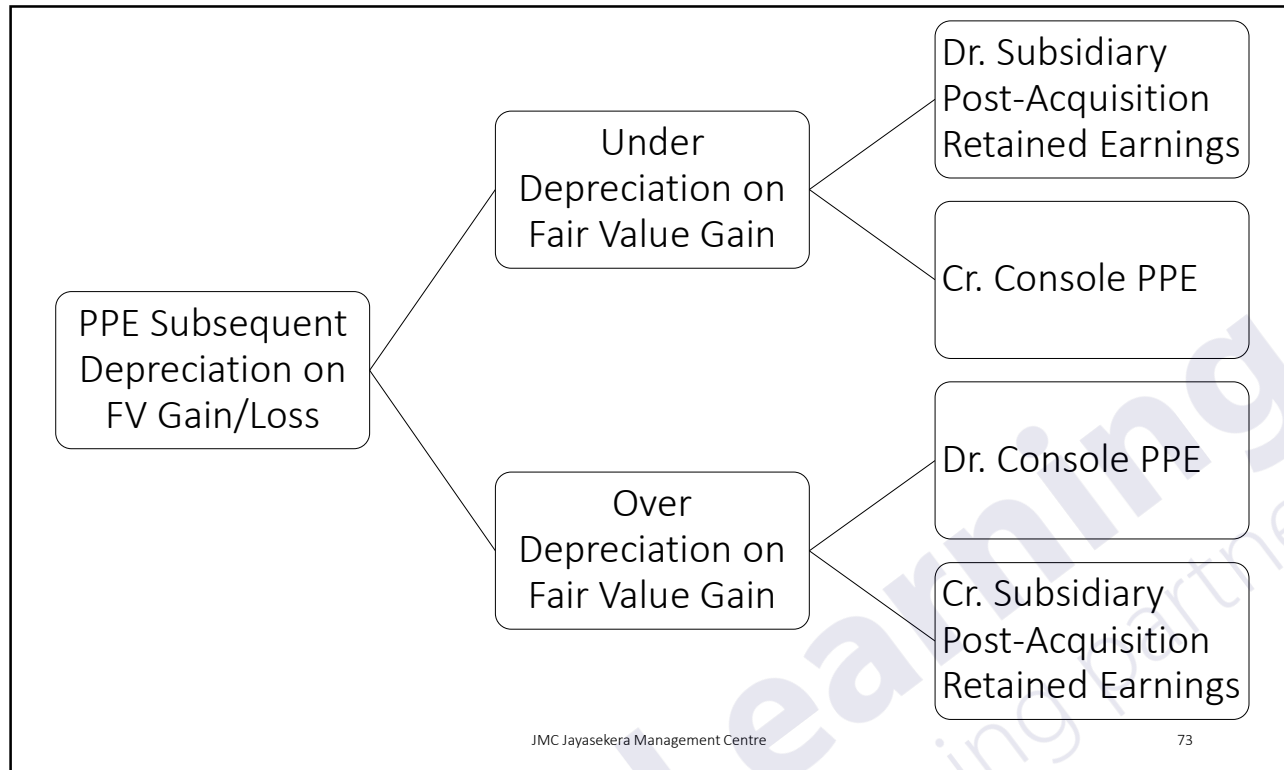 PPE Subsequent
Depreciation on
FV Gain/Loss
Under
Depreciation on
Fair Value Gain
Dr. Subsidiary
Post-Acquisition
Retained Earnings
Cr. Console PPE
Over
Depreciation on
Fair Value Gain
Dr. Console PPE
Cr. Subsidiary
Post-Acquisition
Retained Earnings
JMC Jayasekera Management Centre
73
Learning